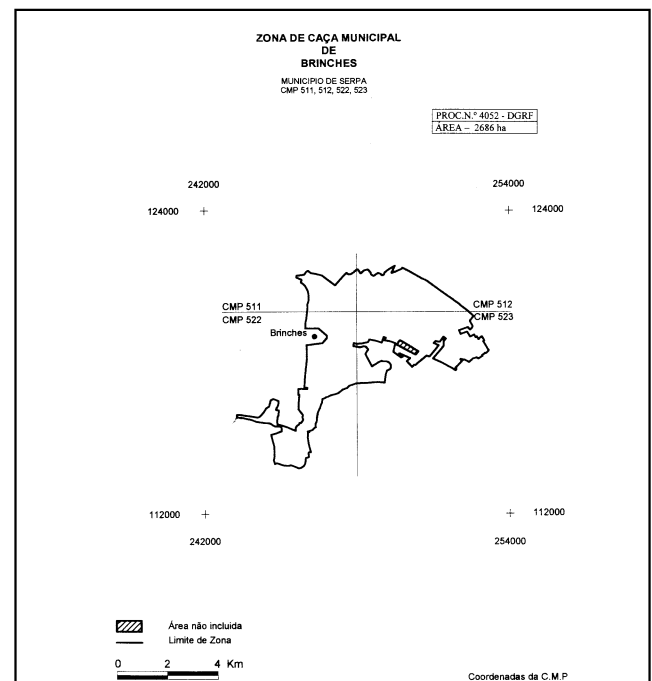 ZONA DE CAÇA MUNICIPAL
DE
BRINCHES
MUNICIPIO DE SERPA
CMP 511, 512, 522, 523
PROC.N.º 4052 - DGRF
ÁREA – 2686 ha
242000
254000
124000
124000
CMP 511
CMP 512
CMP 522
CMP 523
Brinches
112000
112000
242000
254000
Área não incluida
Limite de Zona
0 2 4 Km
Coordenadas da C.M.P